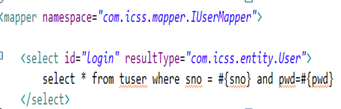 <mapper namespace="com.icss.mapper.IUserMapper">
<select id="login" resultType="com.icss.entity.User">
select * from tuser where sno = #{sno} and pwd=#{pwd}
</select>